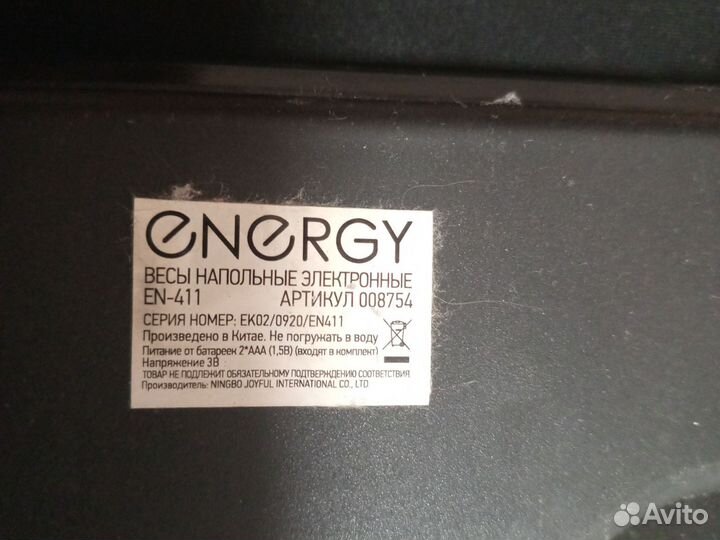 eNeRGY
ВЕСЫ НАПОЛЬНЫЕ ЭЛЕКТРОННЫЕ
EN-411 АРТИКУЛ 008754
СЕРИЯ НОМЕР: EK02/0920/EN411
Произведено в Китае. Не погружать в воду
Питание от батареек 2*ААА (1,5В) (входят в комплект)
Напряжение 3В
ТОВАР НЕ ПОДЛЕЖИТ ОБЯЗАТЕЛЬНОМУ ПОДТВЕРЖДЕНИЮ СООТВЕТСТВИЯ
Производитель: NINGBO JOYFUL INTERNATIONAL CO., LTD
Avito